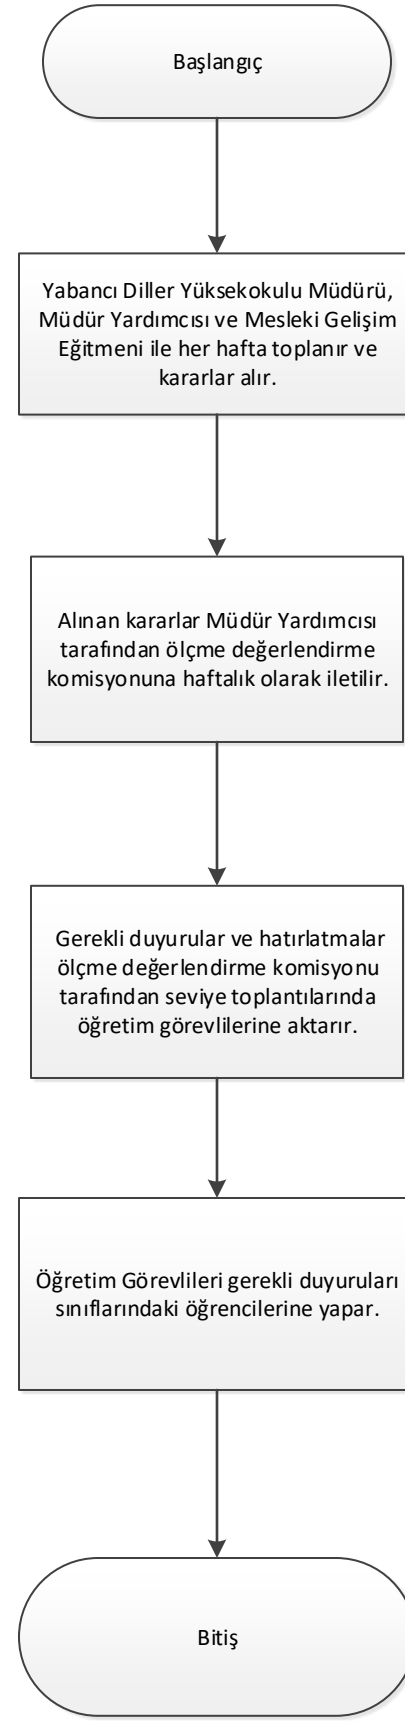 Başlangıç
Yabancı Diller Yüksekokulu Müdürü,
Müdür Yardımcısı ve Mesleki Gelişim
Eğitmeni ile her hafta toplanır ve
kararlar alır.
Alınan kararlar Müdür Yardımcısı
tarafından ölçme değerlendirme
komisyonuna haftalık olarak iletilir.
Gerekli duyurular ve hatırlatmalar
ölçme değerlendirme komisyonu
tarafından seviye toplantılarında
öğretim görevlilerine aktarır.
Öğretim Görevlileri gerekli duyuruları
sınıflarındaki öğrencilerine yapar.
Bitiş